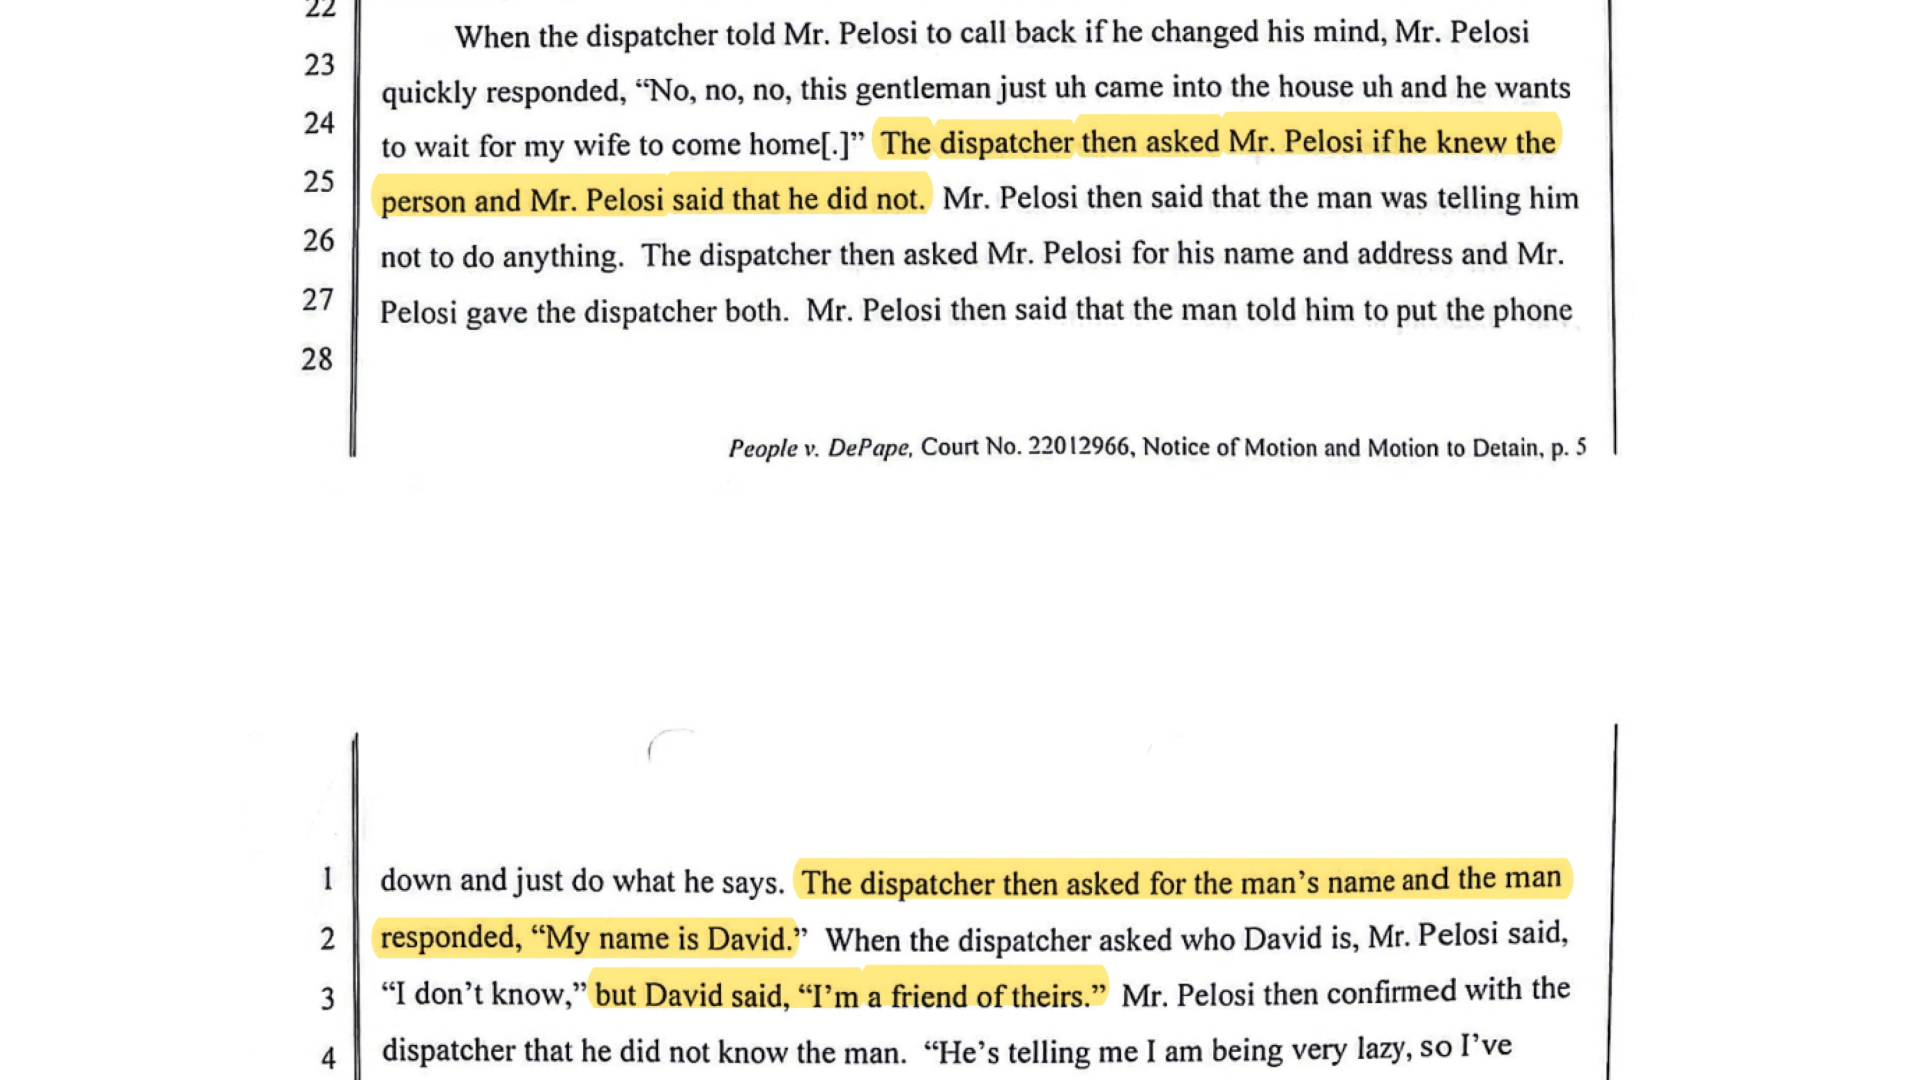 22
When the dispatcher told Mr. Pelosi to call back if he changed his mind, Mr. Pelosi
23
quickly responded, “No, no, no, this gentleman just uh came into the house uh and he wants
24
to wait for my wife to come home[.]” The dispatcher then asked Mr. Pelosi if he knew the
25
person and Mr. Pelosi said that he did not. Mr. Pelosi then said that the man was telling him
26
not to do anything. The dispatcher then asked Mr. Pelosi for his name and address and Mr.
27
Pelosi gave the dispatcher both. Mr. Pelosi then said that the man told him to put the phone
28
People v. DePape, Court No. 22012966, Notice of Motion and Motion to Detain, p. 5
1 down and just do what he says. The dispatcher then asked for the man’s name and the man
2 responded, “My name is David.” When the dispatcher asked who David is, Mr. Pelosi said,
3 “I don’t know,” but David said, “I’m a friend of theirs.” Mr. Pelosi then confirmed with the
4 dispatcher that he did not know the man. “He’s telling me I am being very lazy, so I’ve